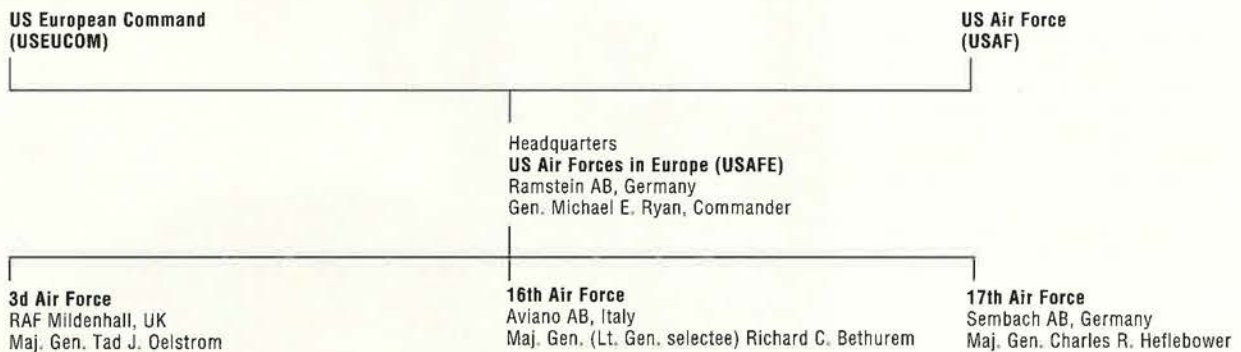 US European Command
(USEUCOM)
US Air Force
(USAF)
Headquarters
US Air Forces in Europe (USAFE)
Ramstein AB, Germany
Gen. Michael E. Ryan, Commander
3d Air Force
RAF Mildenhall, UK
Maj. Gen. Tad J. Oelstrom
16th Air Force
Aviano AB, Italy
Maj. Gen. (Lt. Gen. selectee) Richard C. Bethurem
17th Air Force
Sembach AB, Germany
Maj. Gen. Charles R. Heflebower